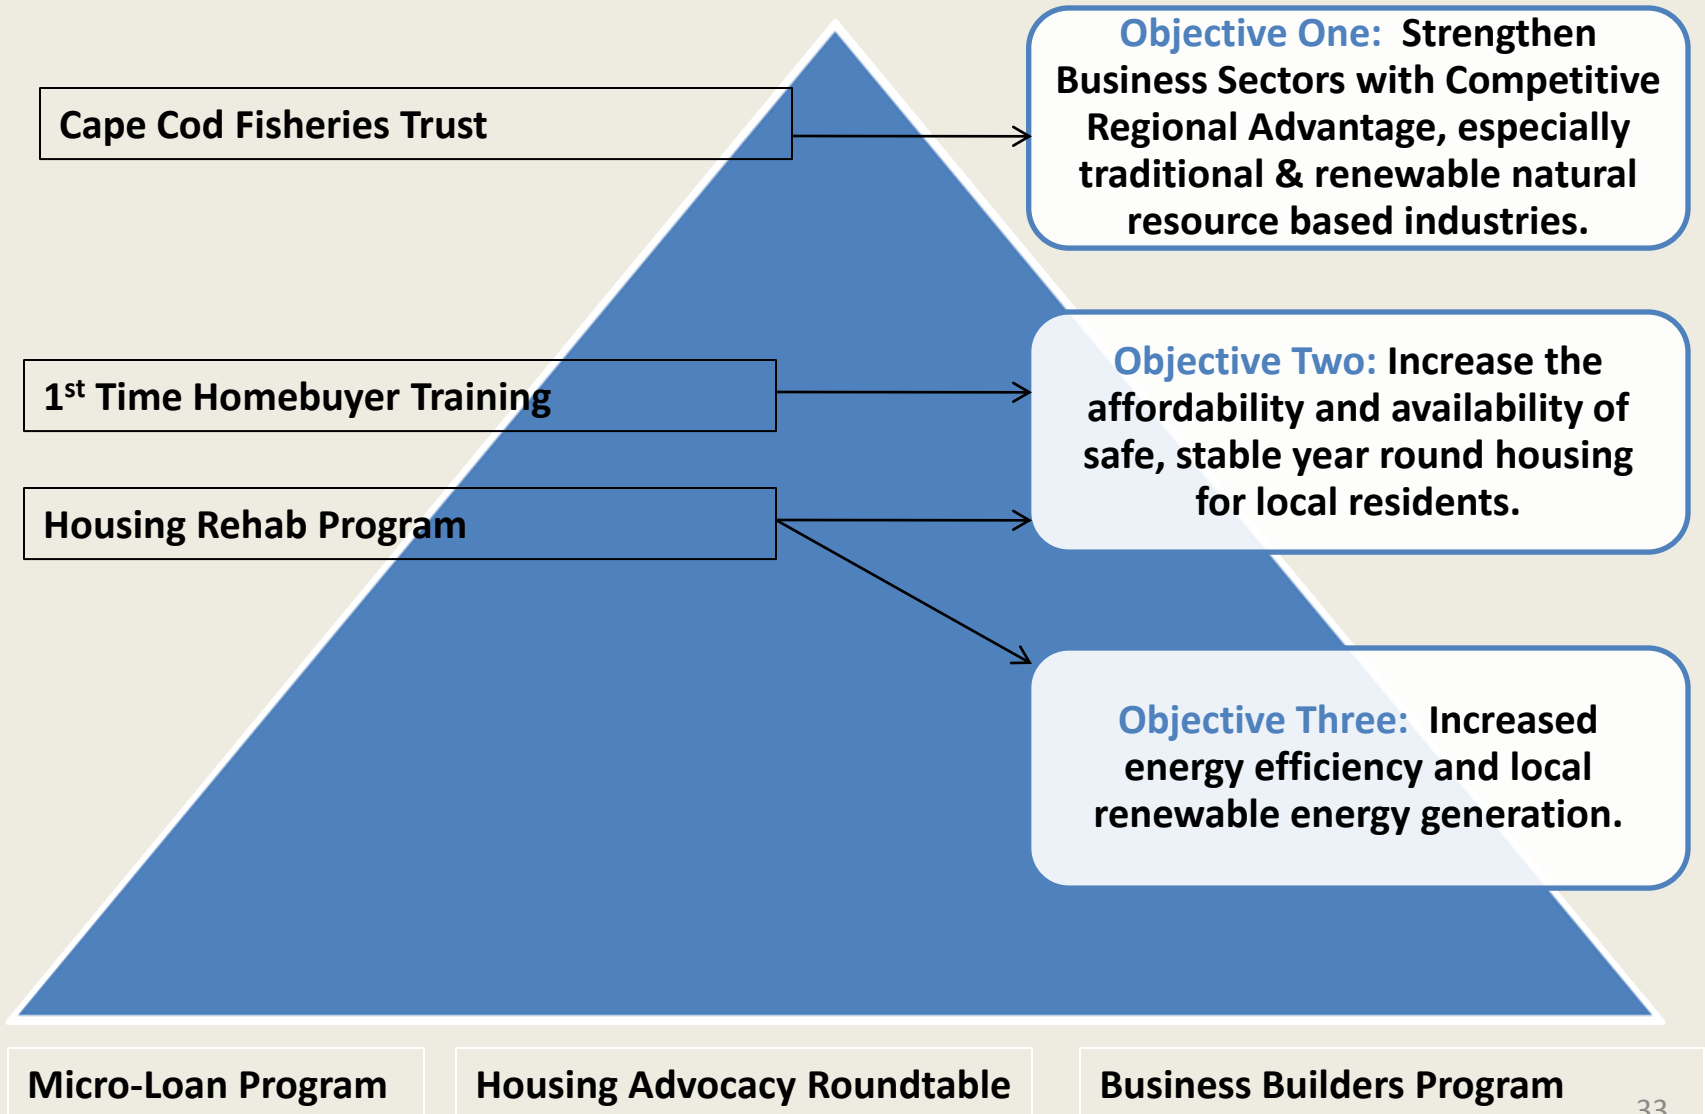 Objective One: Strengthen
Business Sectors with Competitive
Regional Advantage, especially
traditional & renewable natural
resource based industries.
Cape Cod Fisheries Trust
1st Time Homebuyer Training
Objective Two: Increase the
affordability and availability of
safe, stable year round housing
for local residents.
Housing Rehab Program
Objective Three: Increased
energy efficiency and local
renewable energy generation.
Micro-Loan Program
Housing Advocacy Roundtable
Business Builders Program
33